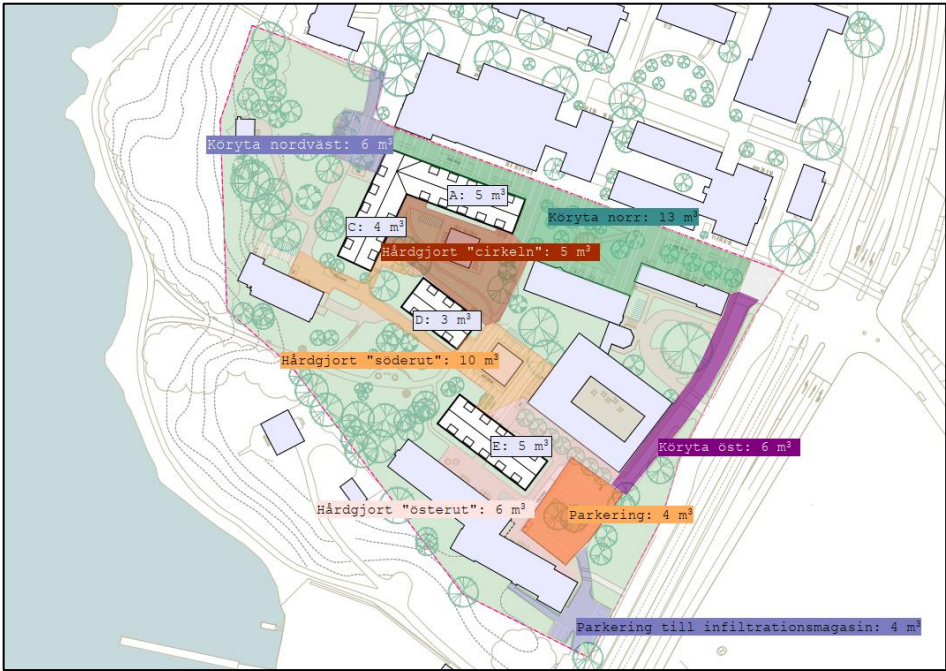 Köryta nordväst: 6 m³
A: 5 m³
Köryta norr: 13 m³
C: 4 m³
Hårdgjort "cirkeln": 5 m³
D: 3 m³
Hårdgjort "söderut": 10 m³
E: 5 m³
Köryta öst: 6 m³
Hårdgjort "österut": 6 m³
Parkering: 4 m³
Parkering till infiltrationsmagasin: 4 m³